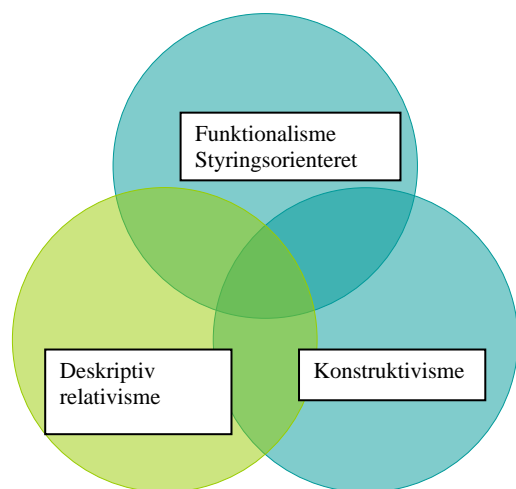 Funktionalisme
Styringsorienteret
Deskriptiv
relativisme
Konstruktivisme